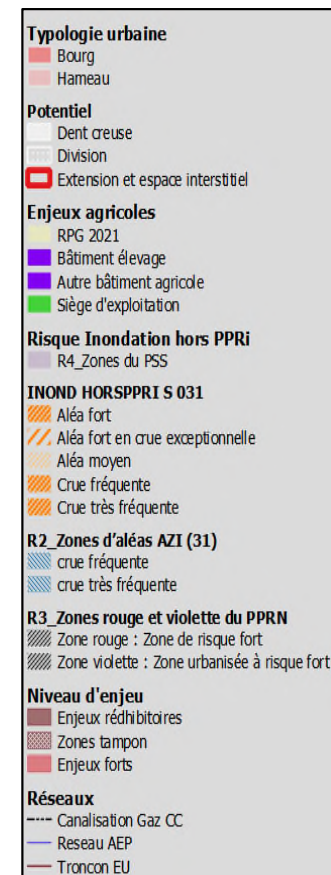 Typologie urbaine
Bourg
Hameau
Potentiel
Dent creuse
Division
Extension et espace interstitiel
Enjeux agricoles
RPG 2021
Bâtiment élevage
Autre bâtiment agricole
Siège d'exploitation
Risque Inondation hors PPRi
R4_Zones du PSS
INOND HORSPPRI S 031
Aléa fort
Aléa fort en crue exceptionnelle
Aléa moyen
Crue fréquente
Crue très fréquente
R2_Zones d'aléas AZI (31)
crue fréquente
crue très fréquente
R3_Zones rouge et violette du PPRN
Zone rouge : Zone de risque fort
Zone violette : Zone urbanisée à risque fort
Niveau d'enjeu
Enjeux rédhibitoires
Zones tampon
Enjeux forts
Réseaux
Canalisation Gaz CC
Reseau AEP
Troncon EU